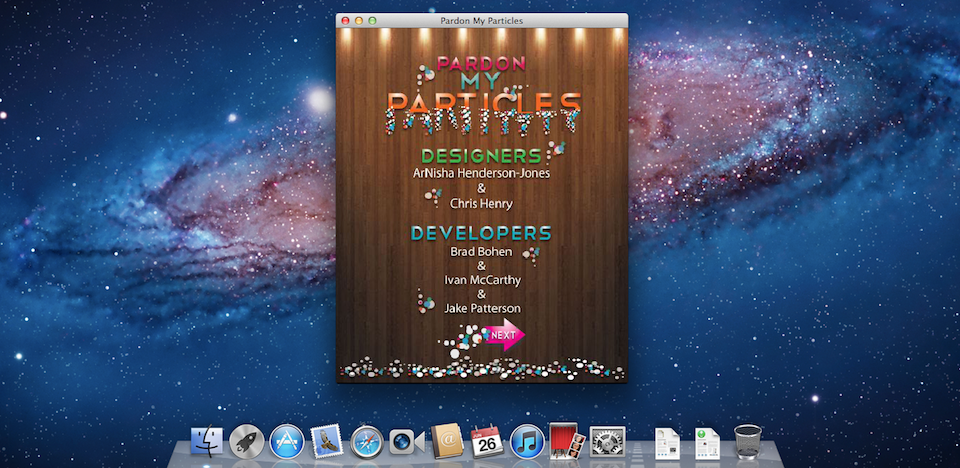 Pardon My Particles
PARDON
MY
PARTICLES
DESIGNERS
ArNisha Henderson-Jones
&
Chris Henry
DEVELOPERS
Brad Bohen
&
Ivan McCarthy
&
Jake Patterson
NEXT
26